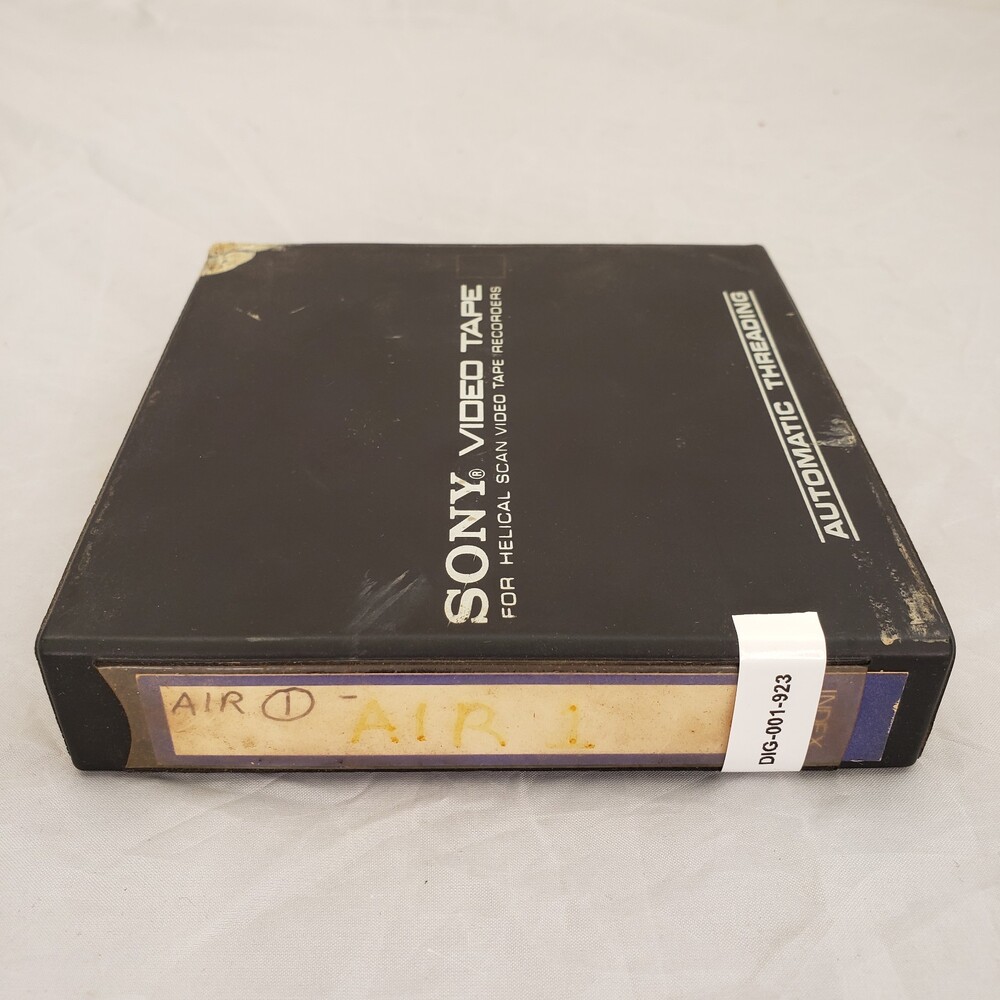 SONY® VIDEO TAPE
FOR HELICAL SCAN VIDEO TAPE RECORDERS
AUTOMATIC THREADING
AIR ① -
AIR 1
DIG-001-923
INDEX